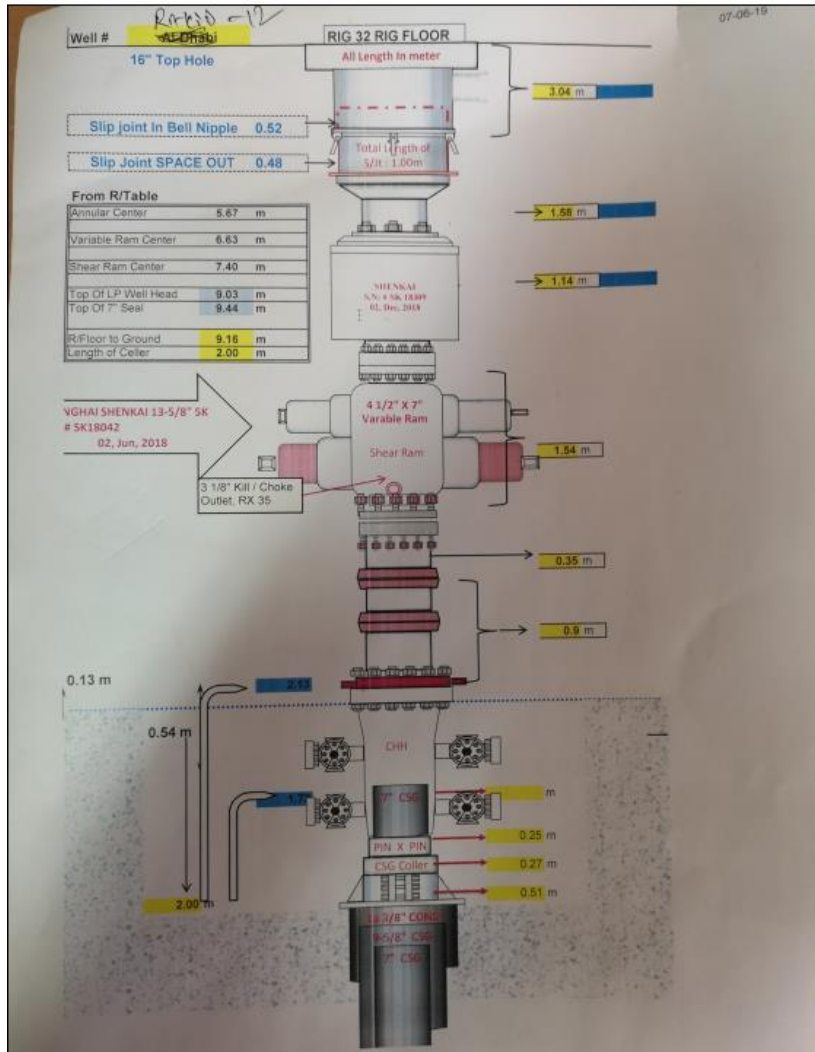 07-06-19
-12
Well # Al Dhabi
RIG 32 RIG FLOOR
All Length In meter
16" Top Hole
3.04 m
Slip joint In Bell Nipple 0.52
Total Length of
S/Jt : 1.00m
Slip Joint SPACE OUT 0.48
From R/Table
Annular Center 5.67 m
Variable Ram Center 6.63 m
Shear Ram Center 7.40 m
Top Of LP Well Head 9.03 m
Top Of 7" Seal 9.44 m
R/Floor to Ground 9.16 m
Length of Celler 2.00 m
1.58 m
1.14 m
SHENKAI
S.N: # SK 18309
02, Dec, 2018
4 1/2" X 7"
Varable Ram
Shear Ram
NGHAI SHENKAI 13-5/8" 5K
# SK18042
02, Jun, 2018
1.54 m
3 1/8" Kill / Choke
Outlet, RX 35
0.35 m
0.9 m
0.13 m
2.13
0.54 m
CHH
7" CSG
m
PIN X PIN
0.25 m
CSG Coller
0.27 m
0.51 m
2.00 m
3/8" COND
9-5/8" CSG
7" CSG